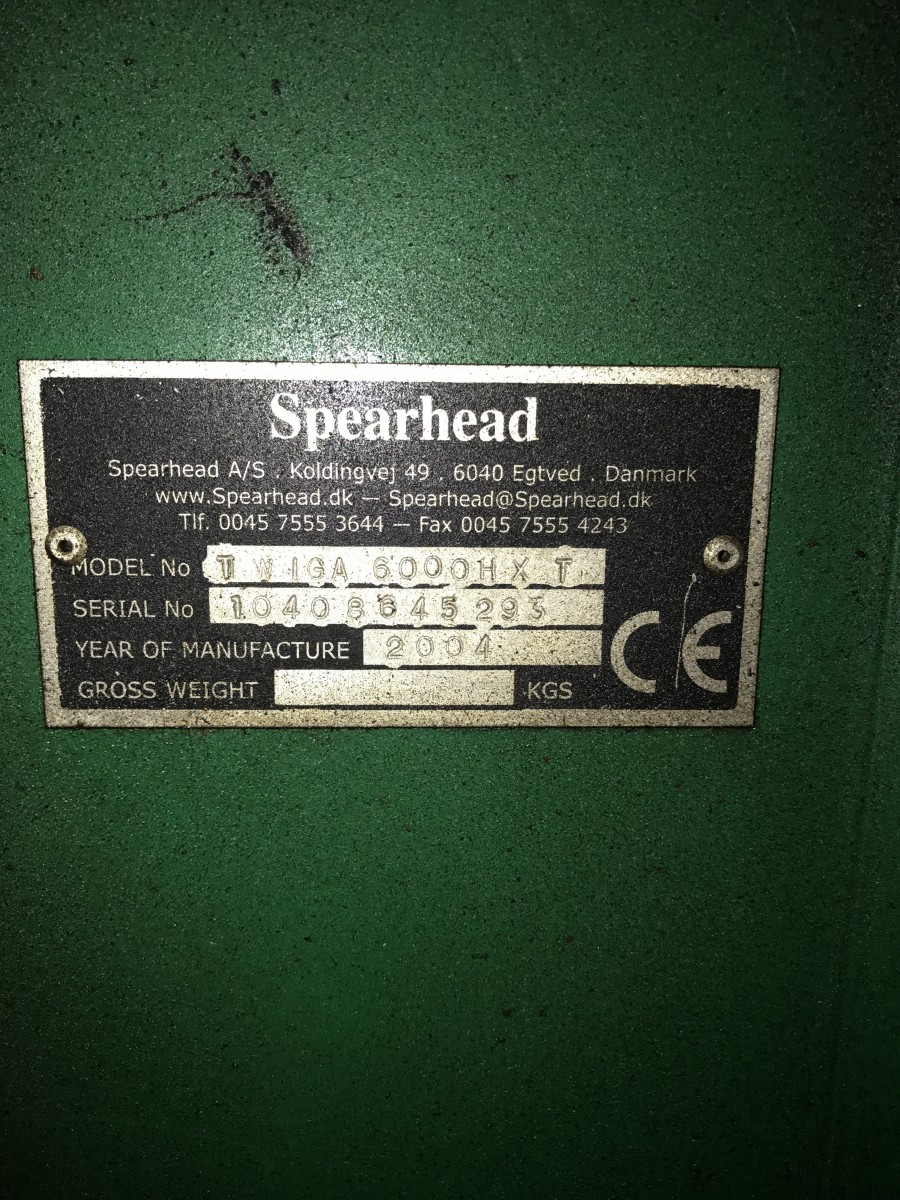 Spearhead
Spearhead A/S . Koldingvej 49 . 6040 Egtved . Danmark
www.Spearhead.dk — Spearhead@Spearhead.dk
Tlf. 0045 7555 3644 — Fax 0045 7555 4243
MODEL No TWIGA 6000HXT
SERIAL No 10408645293
YEAR OF MANUFACTURE 2004
GROSS WEIGHT KGS
CE